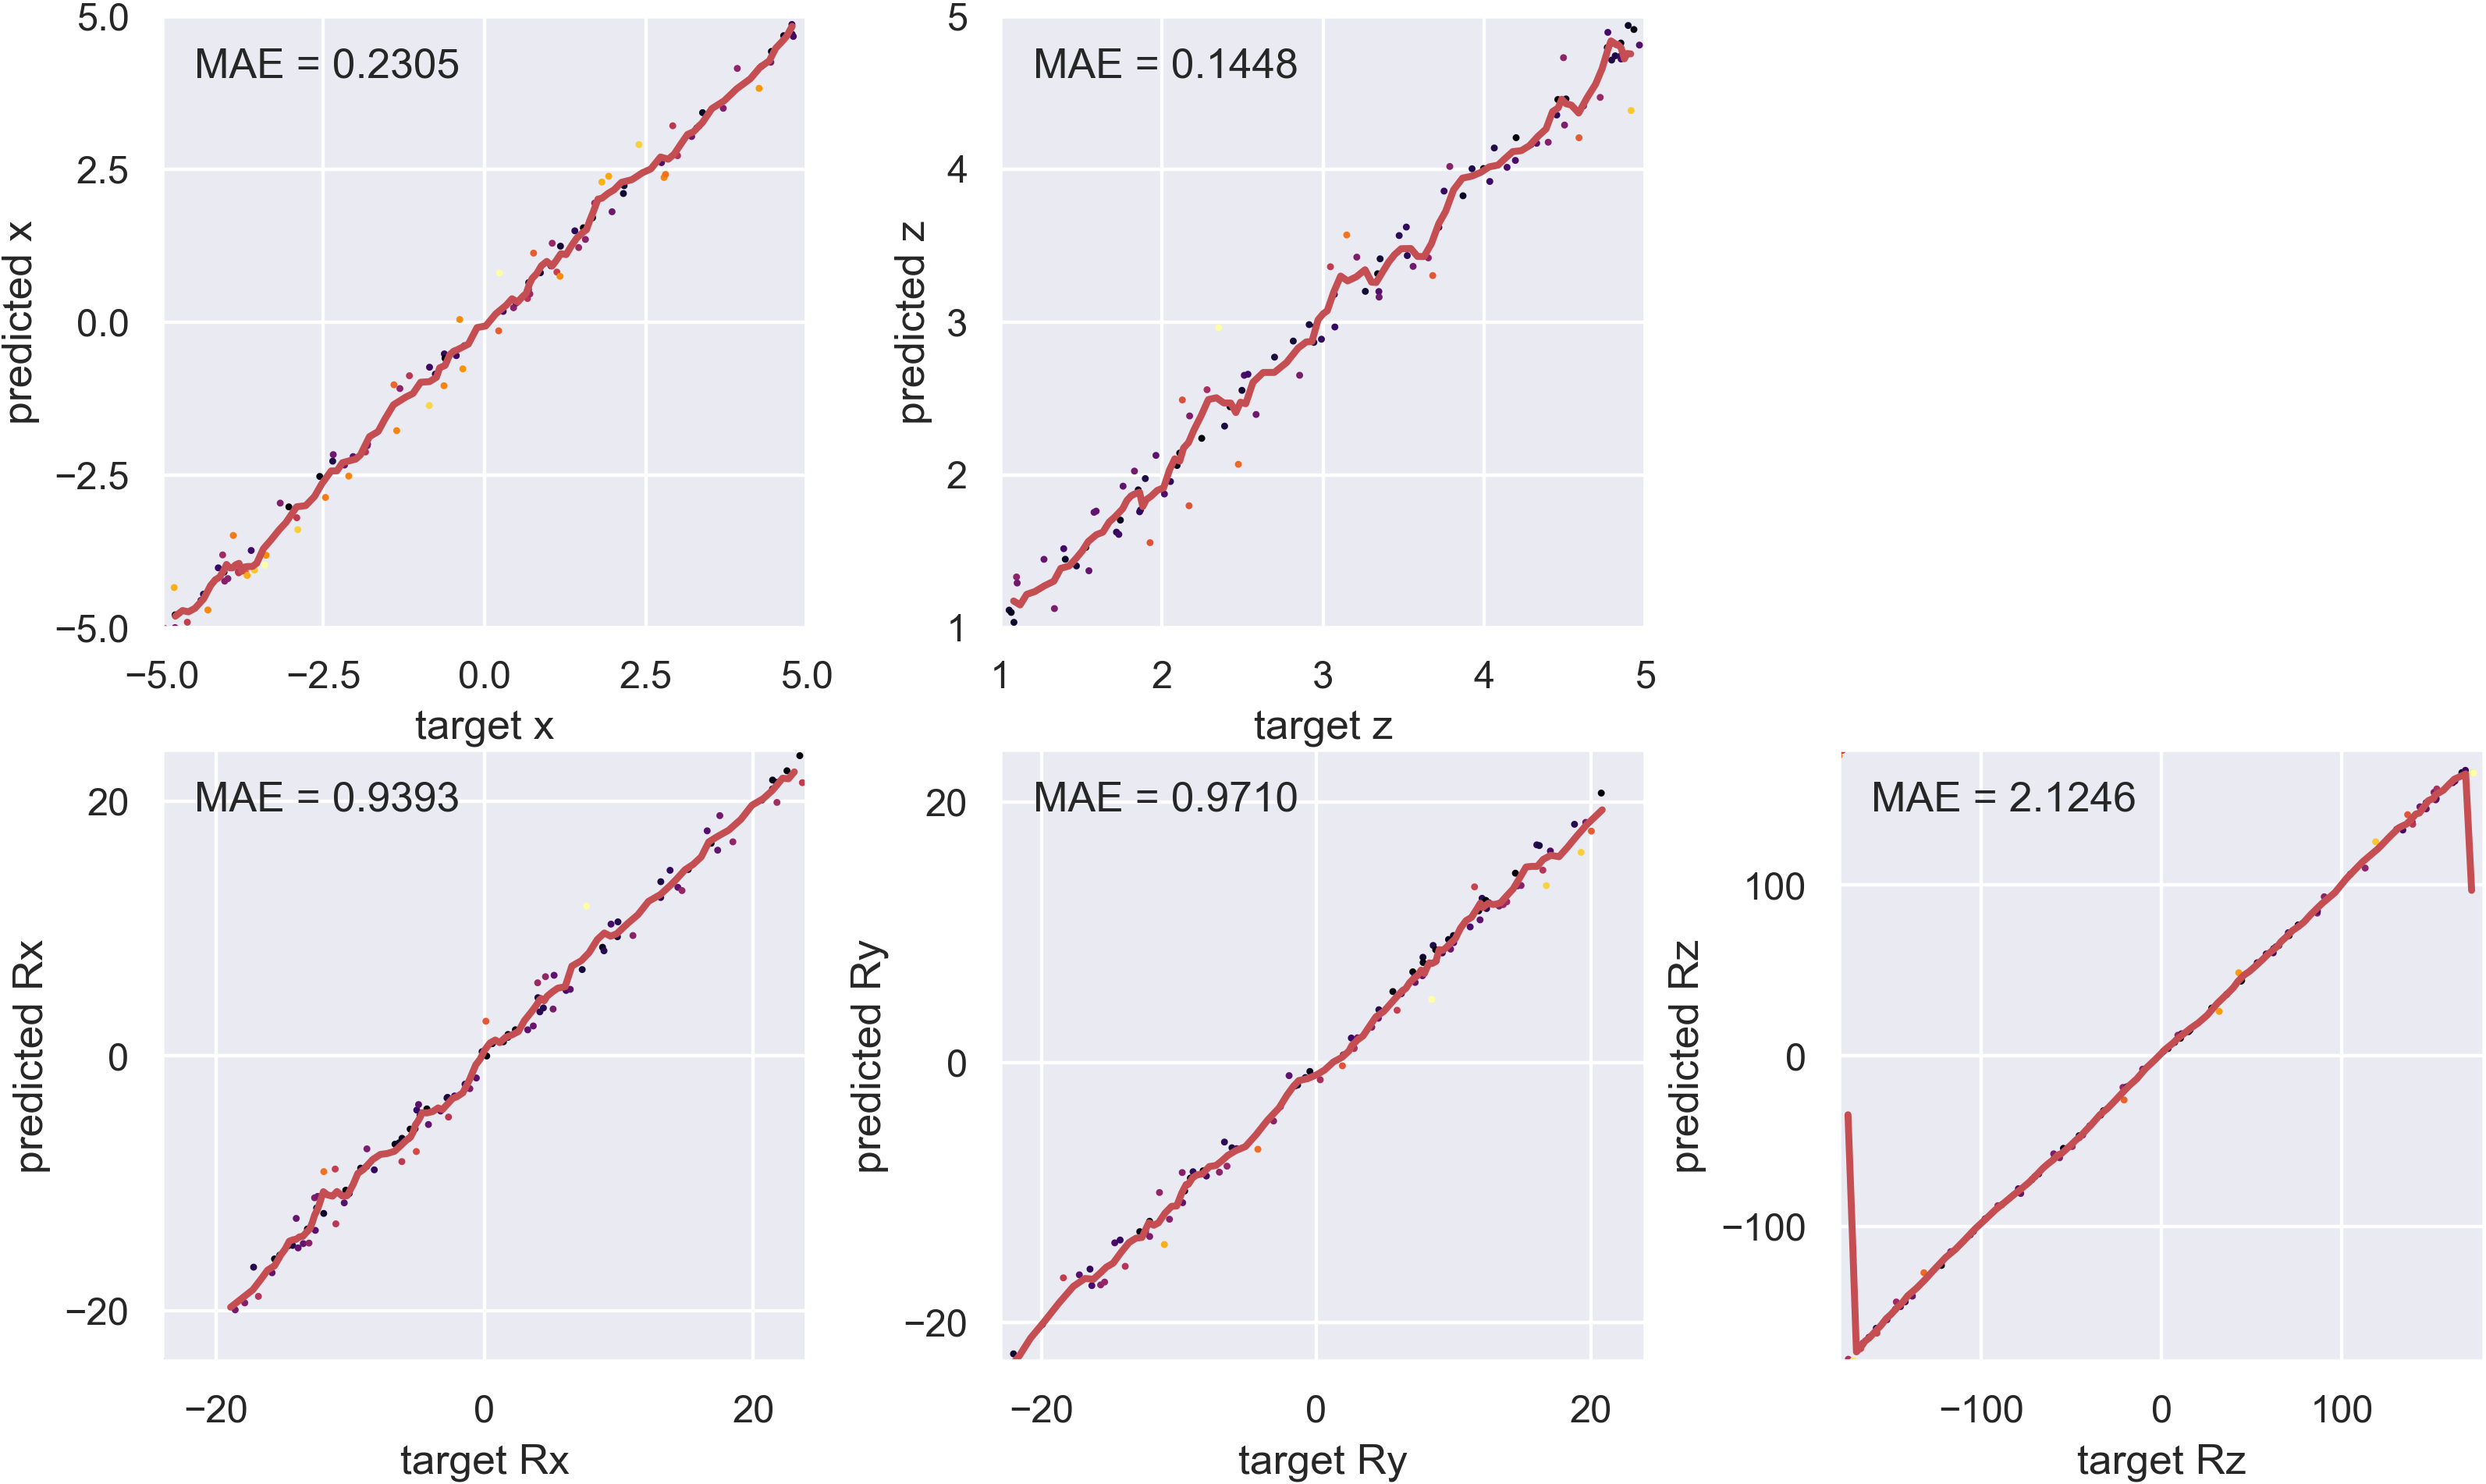 5.0
2.5
0.0
−2.5
−5.0
predicted x
MAE = 0.2305
−5.0 −2.5 0.0 2.5 5.0
target x
5
4
3
2
1
predicted z
MAE = 0.1448
1 2 3 4 5
target z
20
0
−20
predicted Rx
MAE = 0.9393
−20 0 20
target Rx
20
0
−20
predicted Ry
MAE = 0.9710
−20 0 20
target Ry
100
0
−100
predicted Rz
MAE = 2.1246
−100 0 100
target Rz